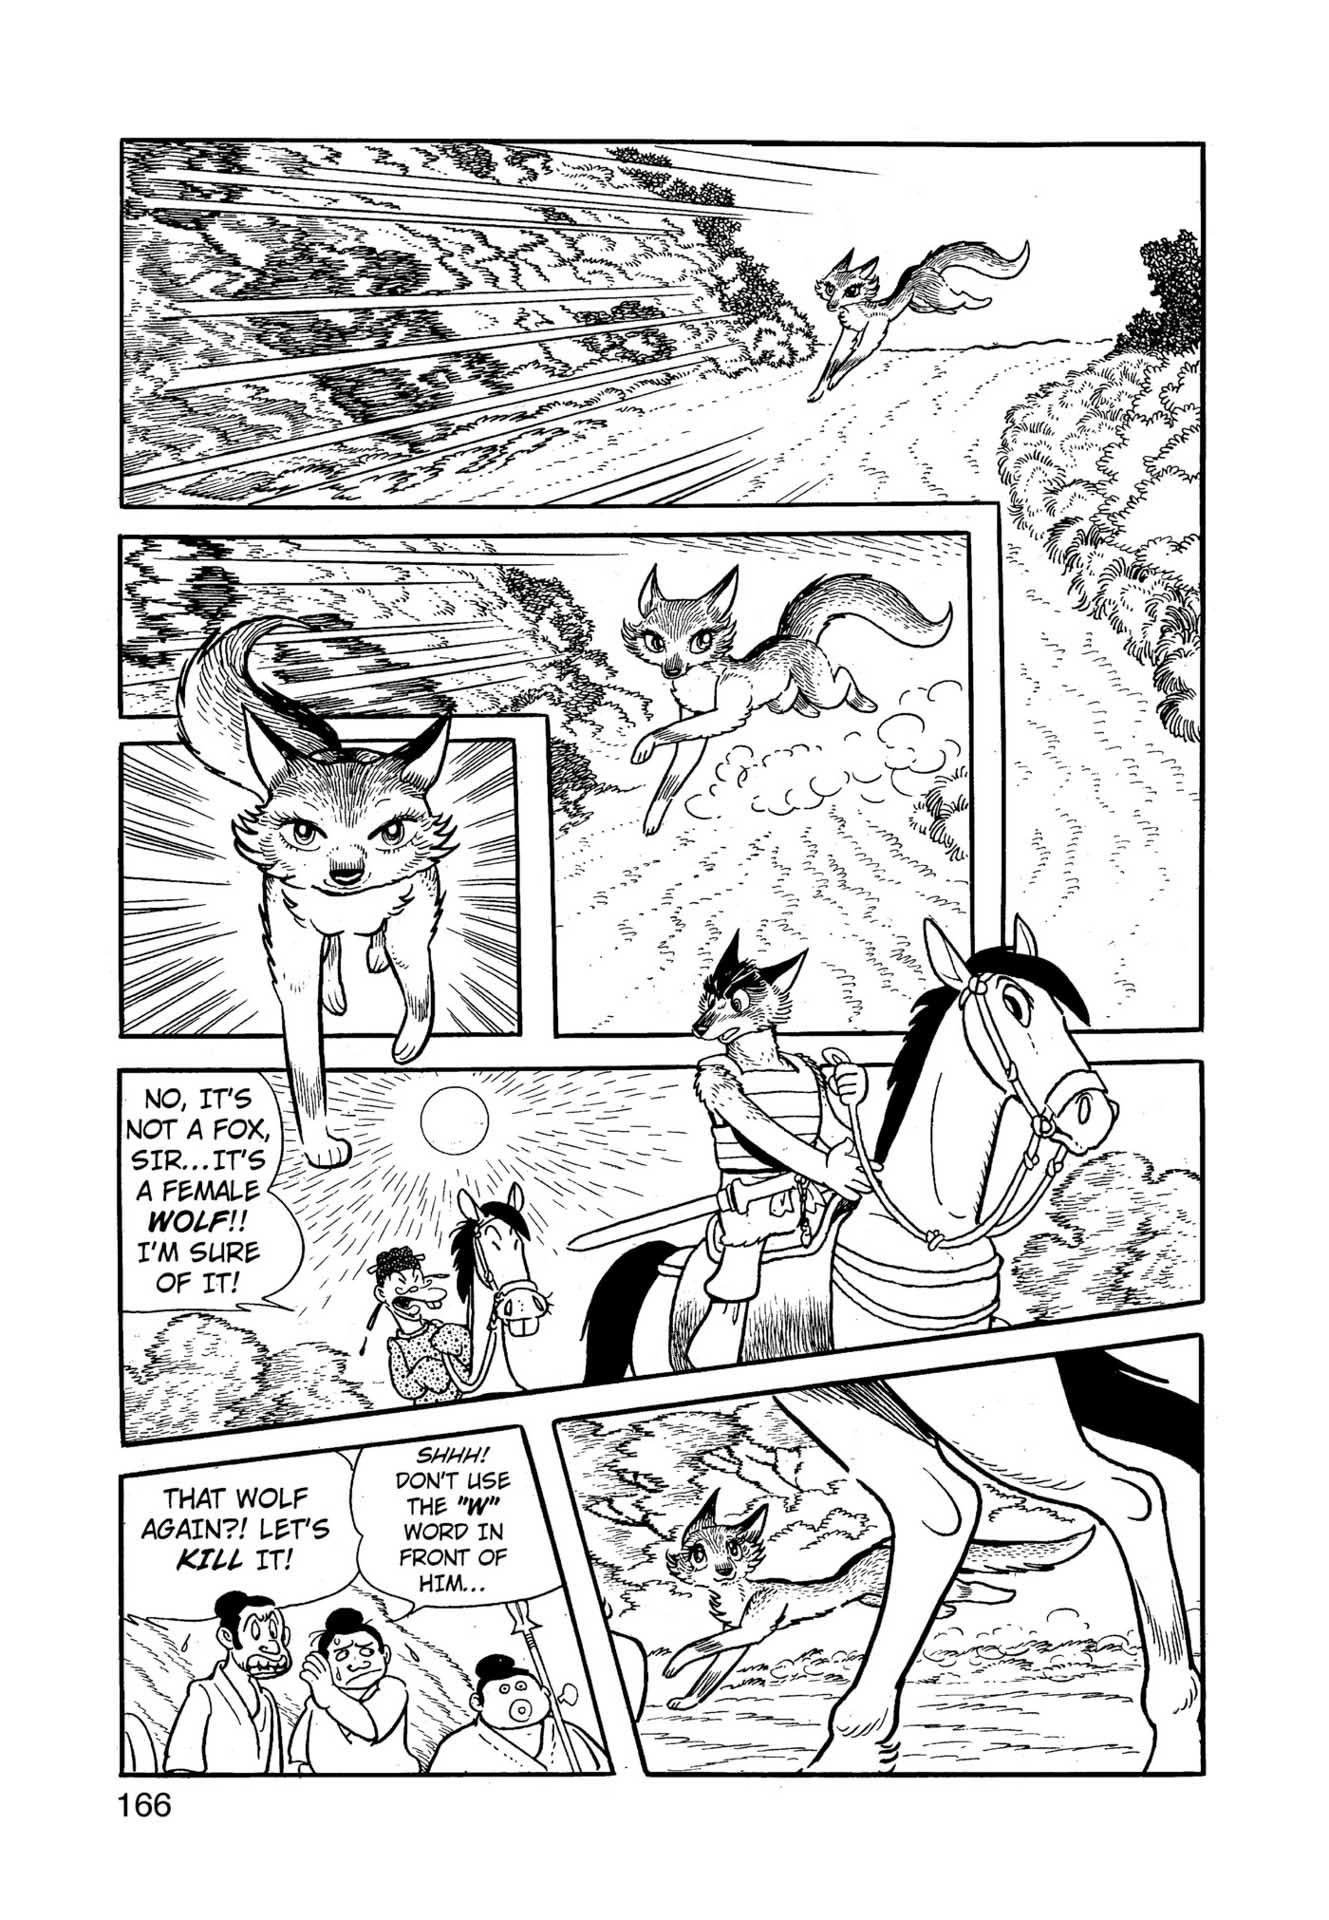 NO, IT'S
NOT A FOX,
SIR...IT'S
A FEMALE
WOLF!!
I'M SURE
OF IT!
THAT WOLF
AGAIN?! LET'S
KILL IT!
SHHH!
DON'T USE
THE "W"
WORD IN
FRONT OF
HIM...
166